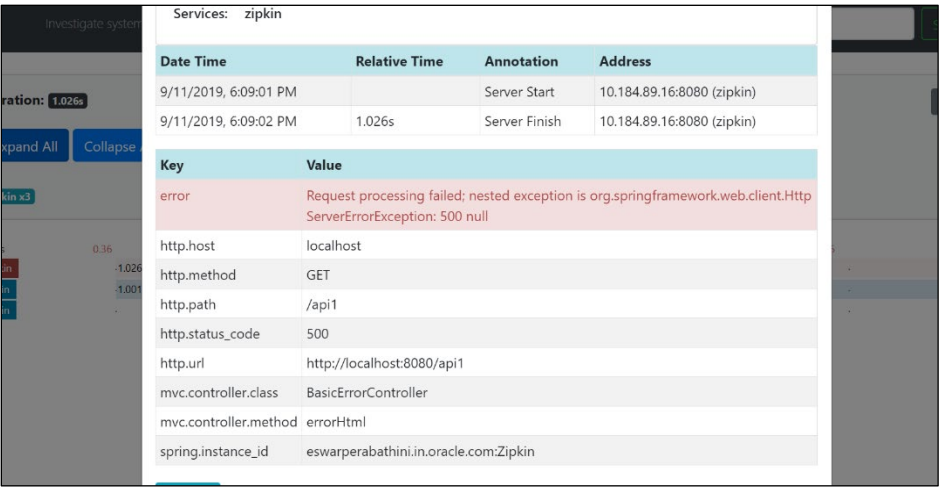 Services: zipkin
Investigate system
Date Time Relative Time Annotation Address
9/11/2019, 6:09:01 PM Server Start 10.184.89.16:8080 (zipkin)
ration: 1.026s
9/11/2019, 6:09:02 PM 1.026s Server Finish 10.184.89.16:8080 (zipkin)
xpand All Collapse
Key Value
kin x3
error Request processing failed; nested exception is org.springframework.web.client.Http
ServerErrorException: 500 null
http.host localhost
0.36
-1.026
http.method GET
-1.001
http.path /api1
http.status_code 500
http.url http://localhost:8080/api1
mvc.controller.class BasicErrorController
mvc.controller.method errorHtml
spring.instance_id eswarperabathini.in.oracle.com:Zipkin